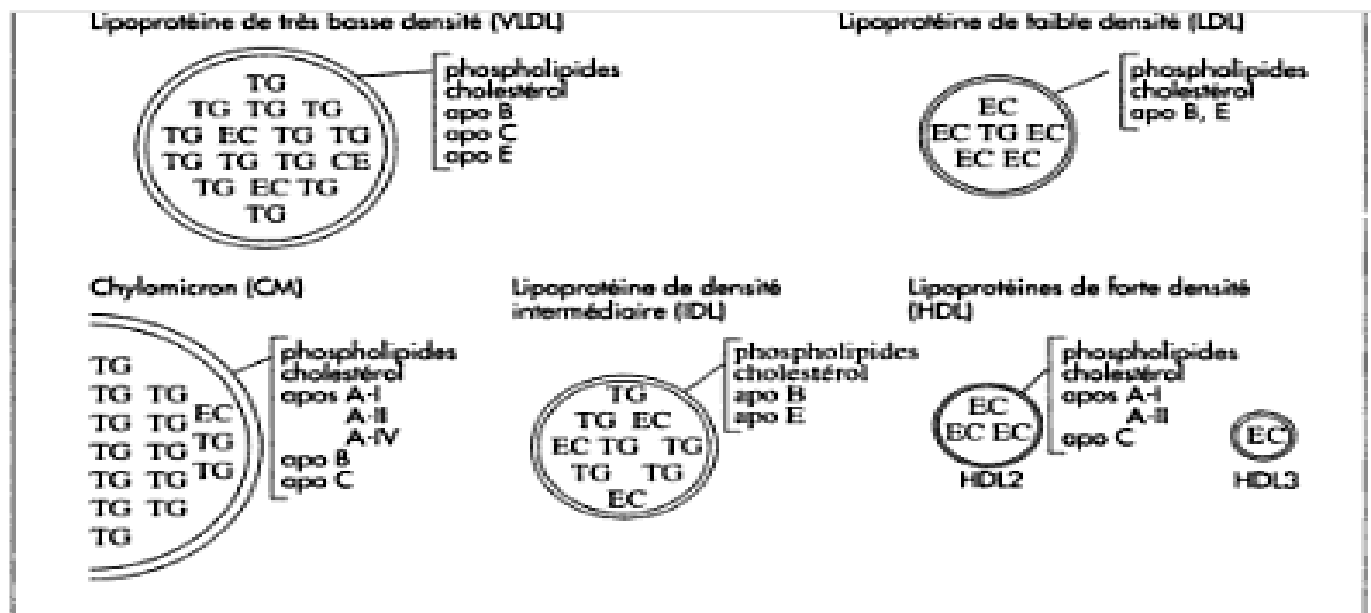 Lipoprotéine de très basse densité (VLDL)
TG
TG TG TG
TG EC TG TG
TG TG TG CE
TG EC TG
TG
phospholipides
cholestérol
apo B
apo C
apo E
Lipoprotéine de faible densité (LDL)
EC
EC TG EC
EC EC
phospholipides
cholestérol
apo B, E
Chylomicron (CM)
TG
TG TG
TG TG EC
TG TG TG
TG TG TG
TG TG
TG
phospholipides
cholestérol
apos A-I
A-II
A-IV
apo B
apo C
Lipoprotéine de densité
intermédiaire (IDL)
TG
TG EC
EC TG TG
TG TG
EC
phospholipides
cholestérol
apo B
apo E
Lipoprotéines de forte densité
(HDL)
EC
EC EC
HDL2
phospholipides
cholestérol
apos A-I
A-II
apo C
EC
HDL3